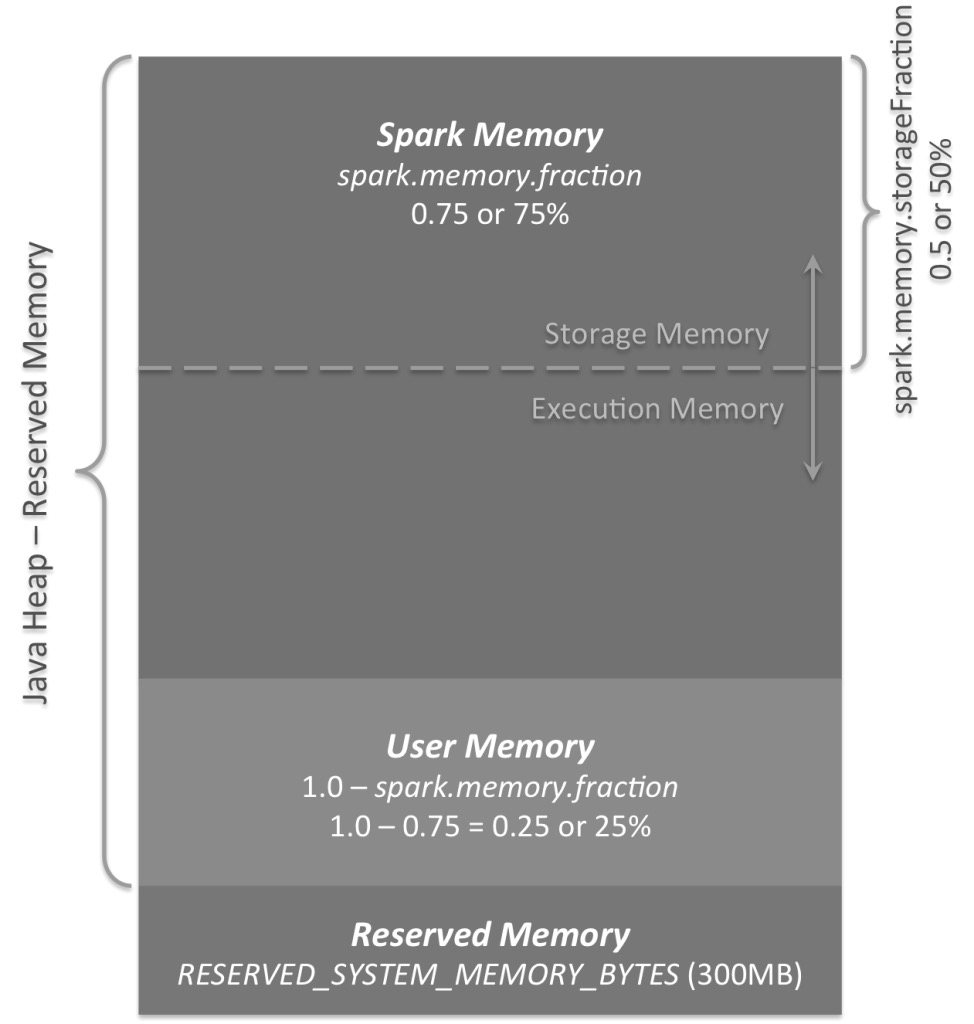 Java Heap – Reserved Memory
Spark Memory
spark.memory.fraction
0.75 or 75%
spark.memory.storageFraction
0.5 or 50%
Storage Memory
Execution Memory
User Memory
1.0 – spark.memory.fraction
1.0 – 0.75 = 0.25 or 25%
Reserved Memory
RESERVED_SYSTEM_MEMORY_BYTES (300MB)